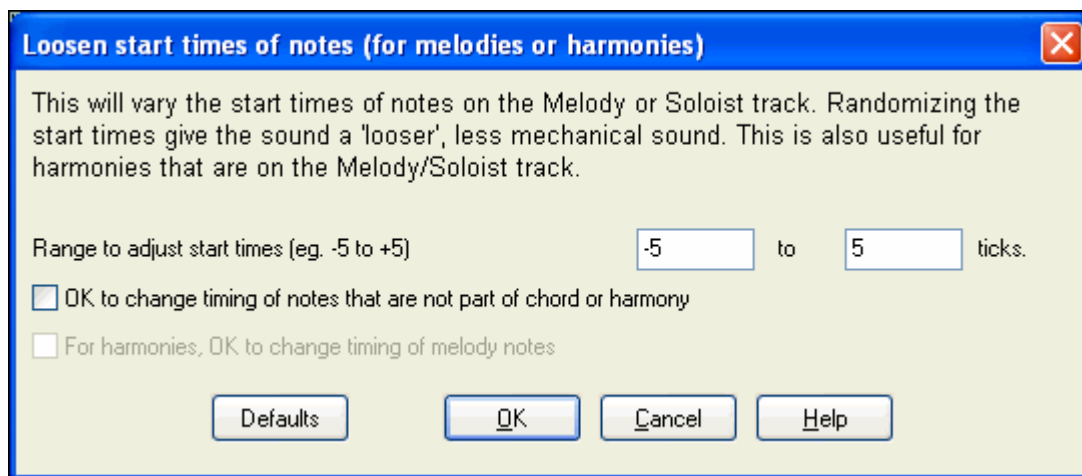 Loosen start times of notes (for melodies or harmonies)
This will vary the start times of notes on the Melody or Soloist track. Randomizing the
start times give the sound a 'looser', less mechanical sound. This is also useful for
harmonies that are on the Melody/Soloist track.
Range to adjust start times (eg. -5 to +5) -5 to 5 ticks.
OK to change timing of notes that are not part of chord or harmony
For harmonies, OK to change timing of melody notes
Defaults OK Cancel Help